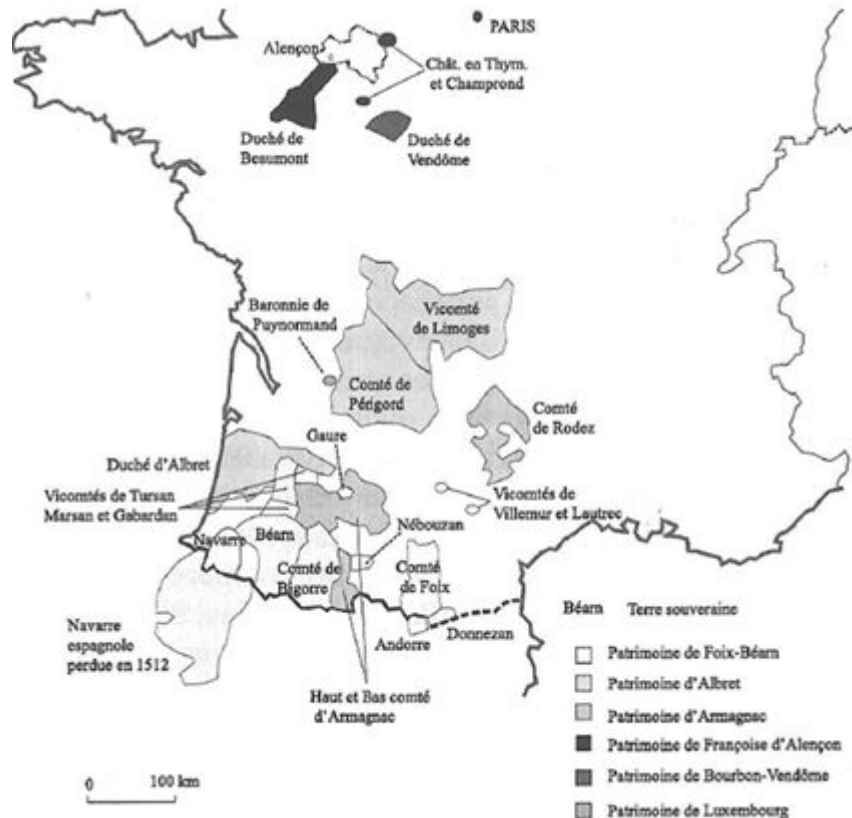 PARIS
Alençon
Chât. en Thym.
et Champrond
Duché de
Beaumont
Duché de
Vendôme
Baronnie de
Puynormand
Vicomté
de Limoges
Comté de
Périgord
Comté
de Rodez
Gaure
Duché d'Albret
Vicomtés de Tursan
Marsan et Gabardan
Vicomtés de
Villemur et Lautrec
Nébouzan
Navarre
Béarn
Comté de
Bigorre
Comté
de Foix
Navarre
espagnole
perdue en 1512
Andorre
Donnezan
Haut et Bas comté
d'Armagnac
Béarn Terre souveraine
Patrimoine de Foix-Béarn
Patrimoine d'Albret
Patrimoine d'Armagnac
Patrimoine de Françoise d'Alençon
Patrimoine de Bourbon-Vendôme
Patrimoine de Luxembourg
0 100 km